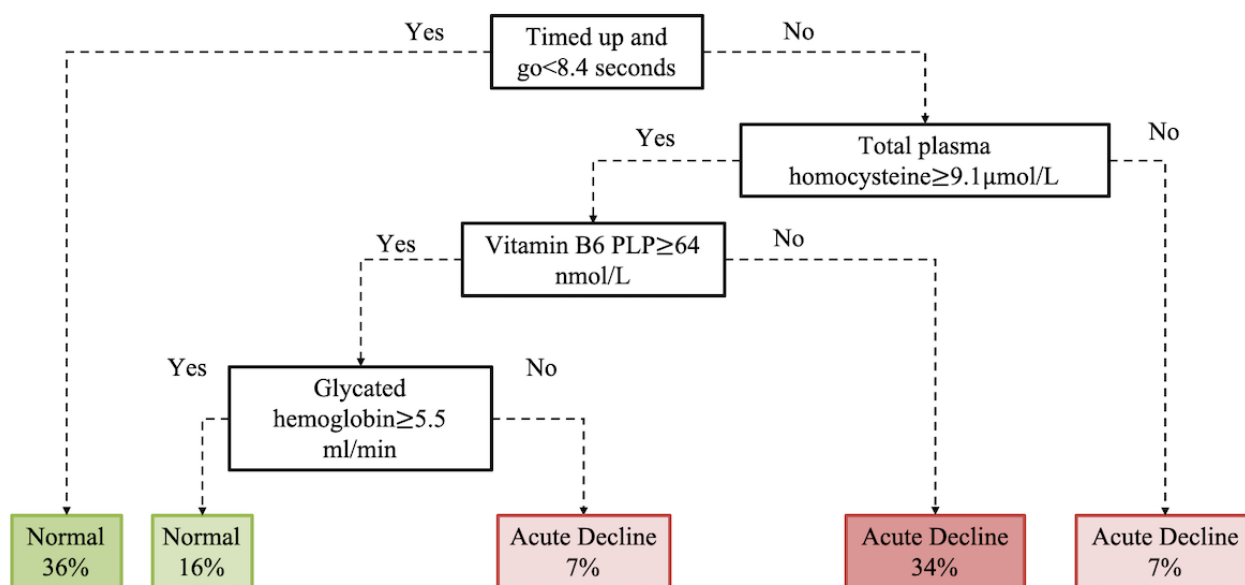 Yes
Timed up and
go<8.4 seconds
No
Yes
Total plasma
homocysteine≥9.1μmol/L
No
Yes
Vitamin B6 PLP≥64
nmol/L
No
Yes
Glycated
hemoglobin≥5.5
ml/min
No
Normal
36%
Normal
16%
Acute Decline
7%
Acute Decline
34%
Acute Decline
7%